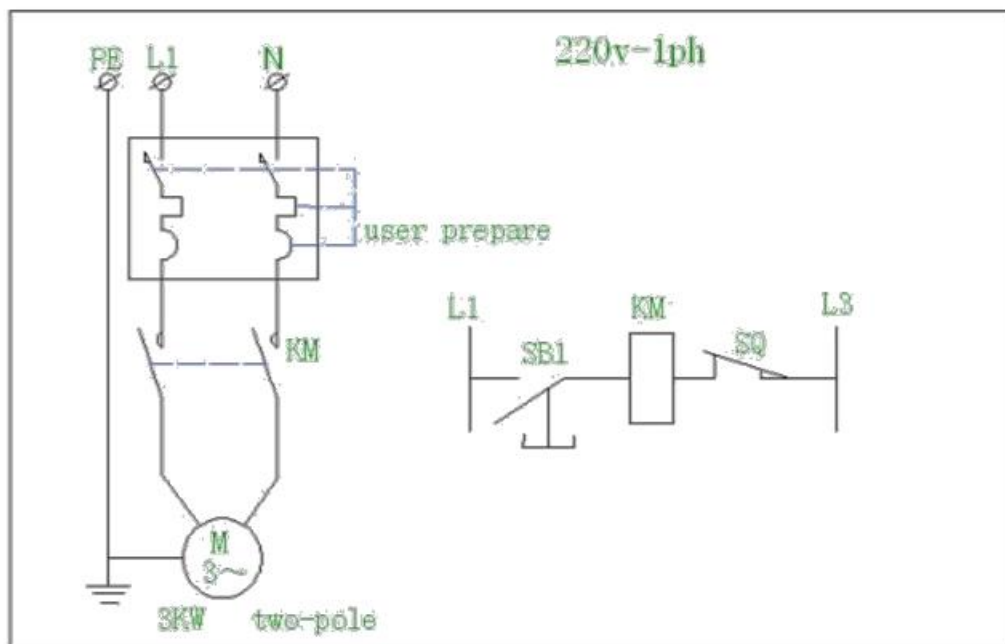 220v-1ph
PE L1 N
user prepare
KM
L1 KM L3
SB1 SQ
M
3~
3KW two-pole